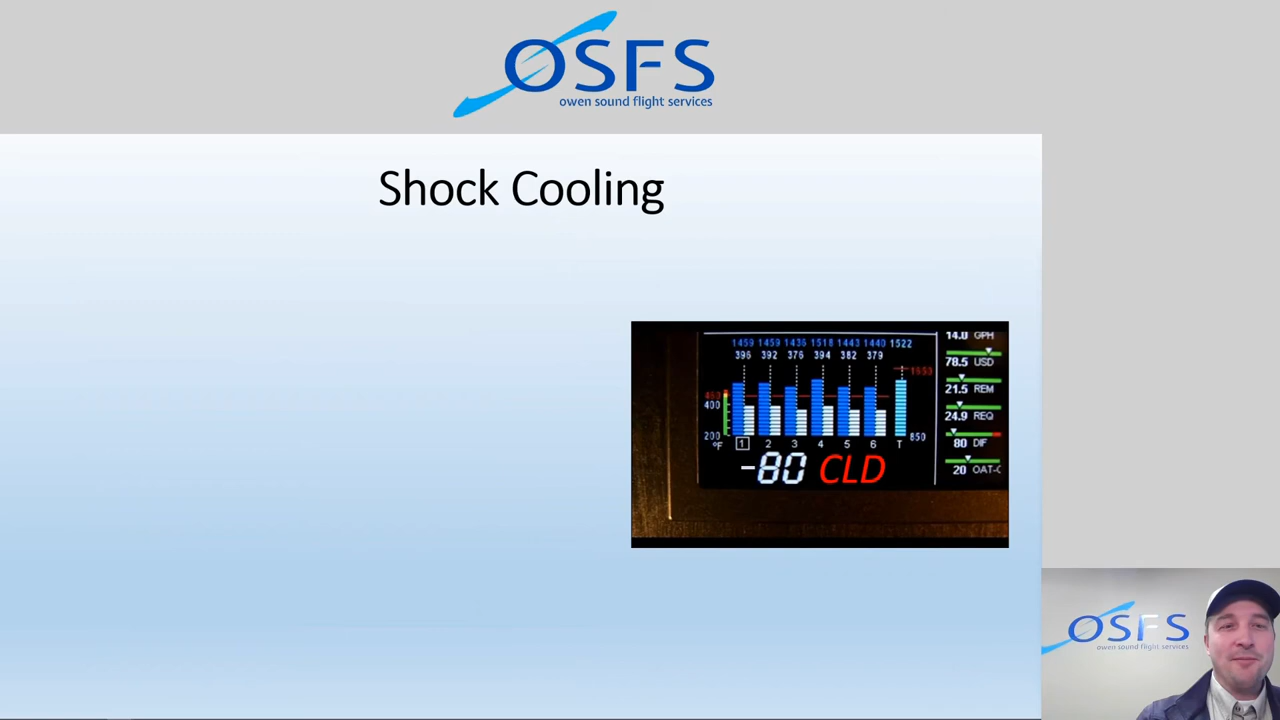 OSFS
owen sound flight services
Shock Cooling
1459 1459 1436 1518 1443 1440 1522
396 392 376 394 382 379
1650
460
400
200
°F
1 2 3 4 5 6 T
850
-80 CLD
14.0 GPH
78.5 USD
21.5 REM
24.9 REQ
80 DIF
20 OAT-C
OSFS
owen sound flight services